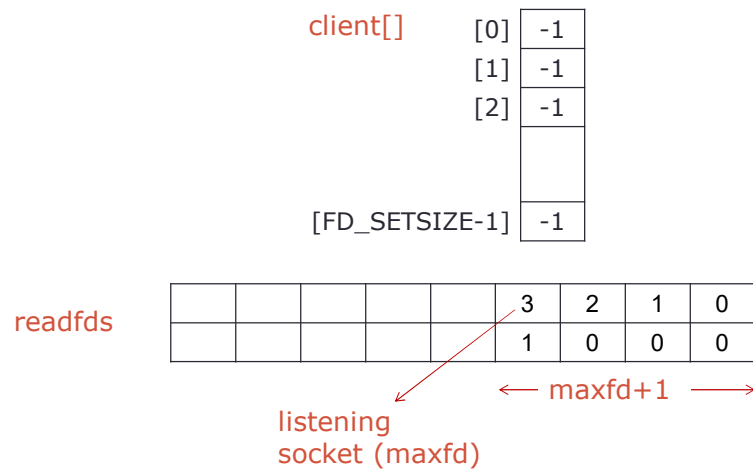 client[] [0] -1
[1] -1
[2] -1
[FD_SETSIZE-1] -1
3 2 1 0
readfds
1 0 0 0
maxfd+1
listening
socket (maxfd)